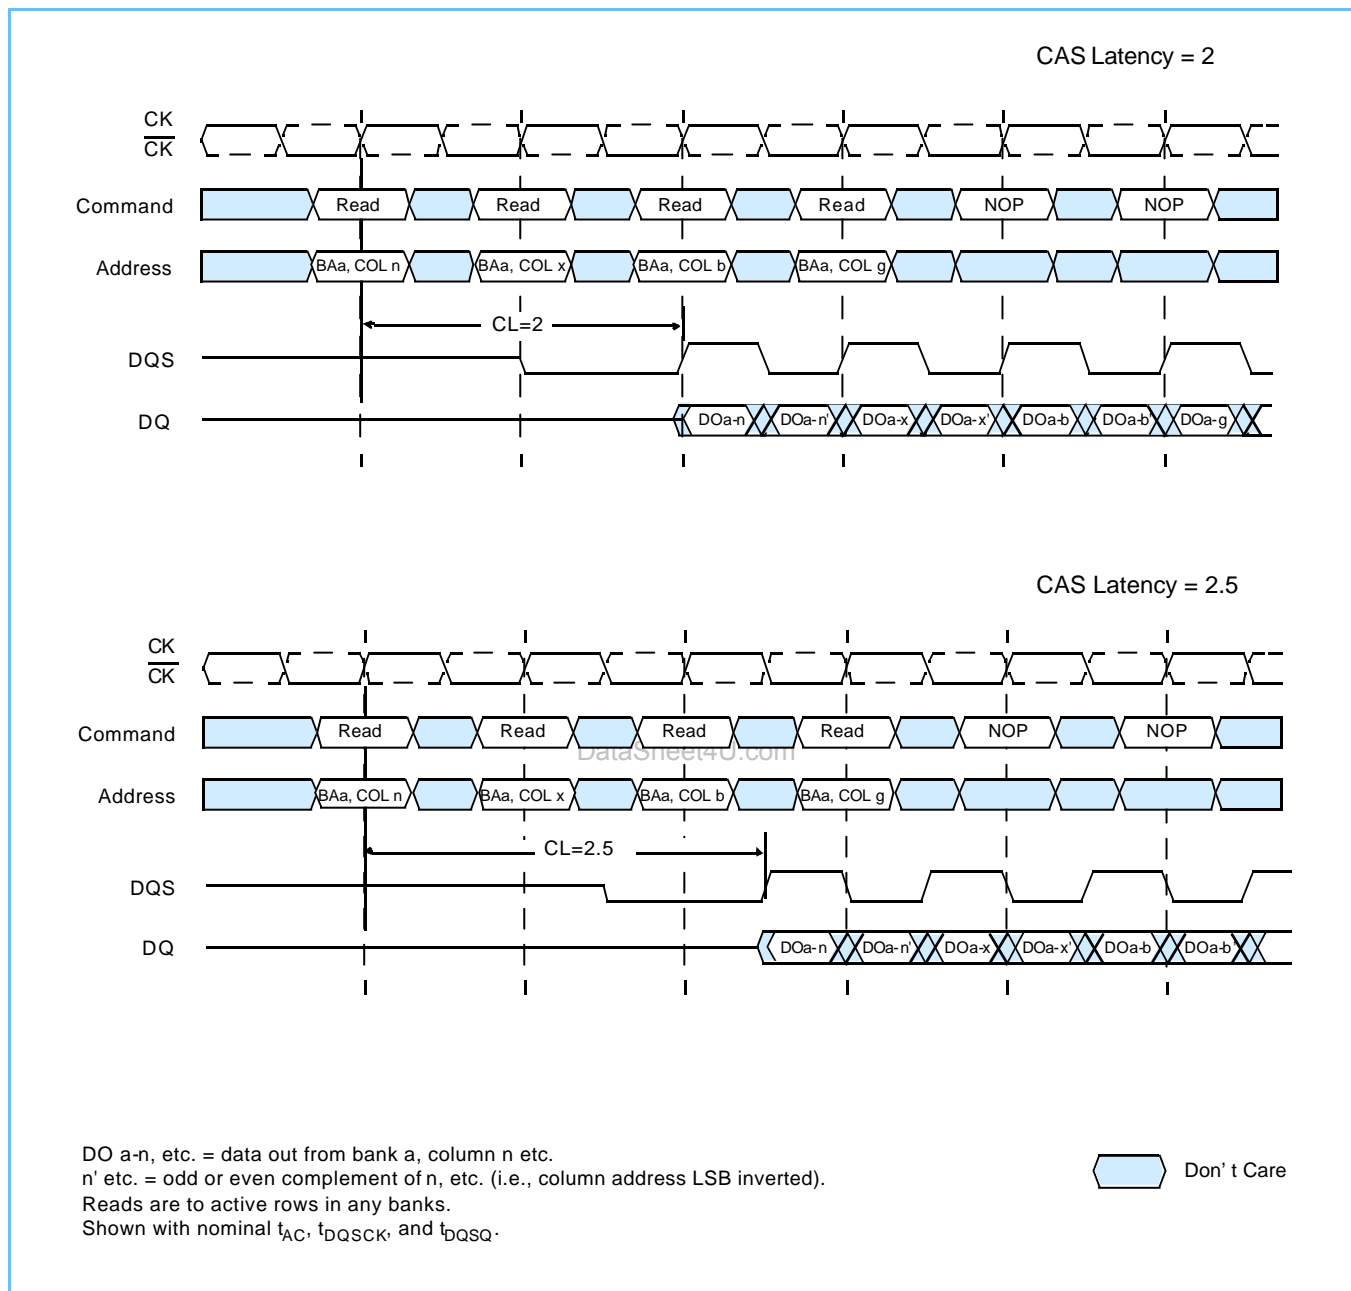 CAS Latency = 2
CK
CK
Command Read Read Read Read NOP NOP
Address BAa, COL n BAa, COL x BAa, COL b BAa, COL g
CL=2
DQS
DQ DOa-n DOa-n' DOa-x DOa-x' DOa-b DOa-b' DOa-g
CAS Latency = 2.5
CK
CK
Command Read Read Read Read NOP NOP
DataSheet4U.com
Address BAa, COL n BAa, COL x BAa, COL b BAa, COL g
CL=2.5
DQS
DQ DOa-n DOa-n' DOa-x DOa-x' DOa-b DOa-b'
DO a-n, etc. = data out from bank a, column n etc.
n' etc. = odd or even complement of n, etc. (i.e., column address LSB inverted).
Don' t Care
Reads are to active rows in any banks.
Shown with nominal tAC, tDQSCK, and tDQSQ.